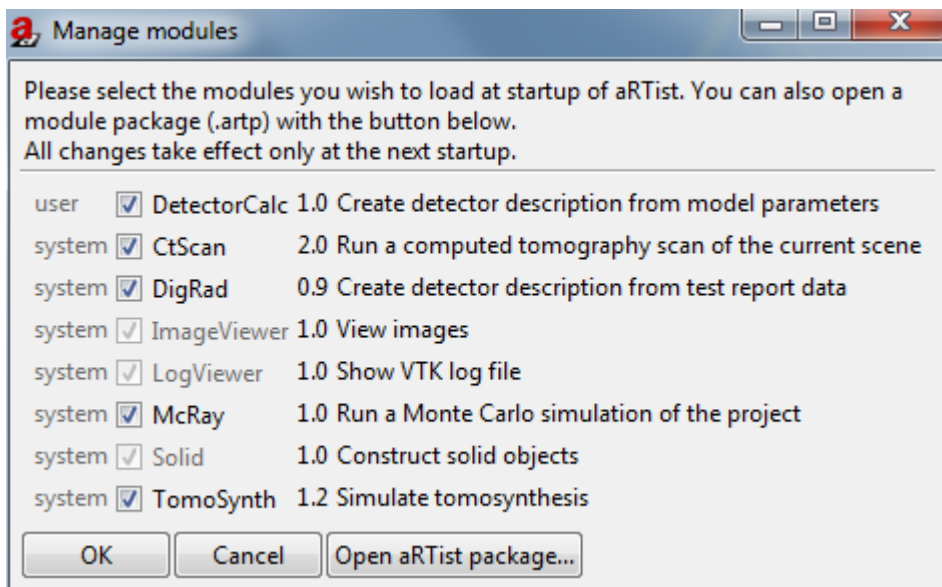 Manage modules
Please select the modules you wish to load at startup of aRTist. You can also open a
module package (.artp) with the button below.
All changes take effect only at the next startup.
user DetectorCalc 1.0 Create detector description from model parameters
system CtScan 2.0 Run a computed tomography scan of the current scene
system DigRad 0.9 Create detector description from test report data
system ImageViewer 1.0 View images
system LogViewer 1.0 Show VTK log file
system McRay 1.0 Run a Monte Carlo simulation of the project
system Solid 1.0 Construct solid objects
system TomoSynth 1.2 Simulate tomosynthesis
OK Cancel Open aRTist package...